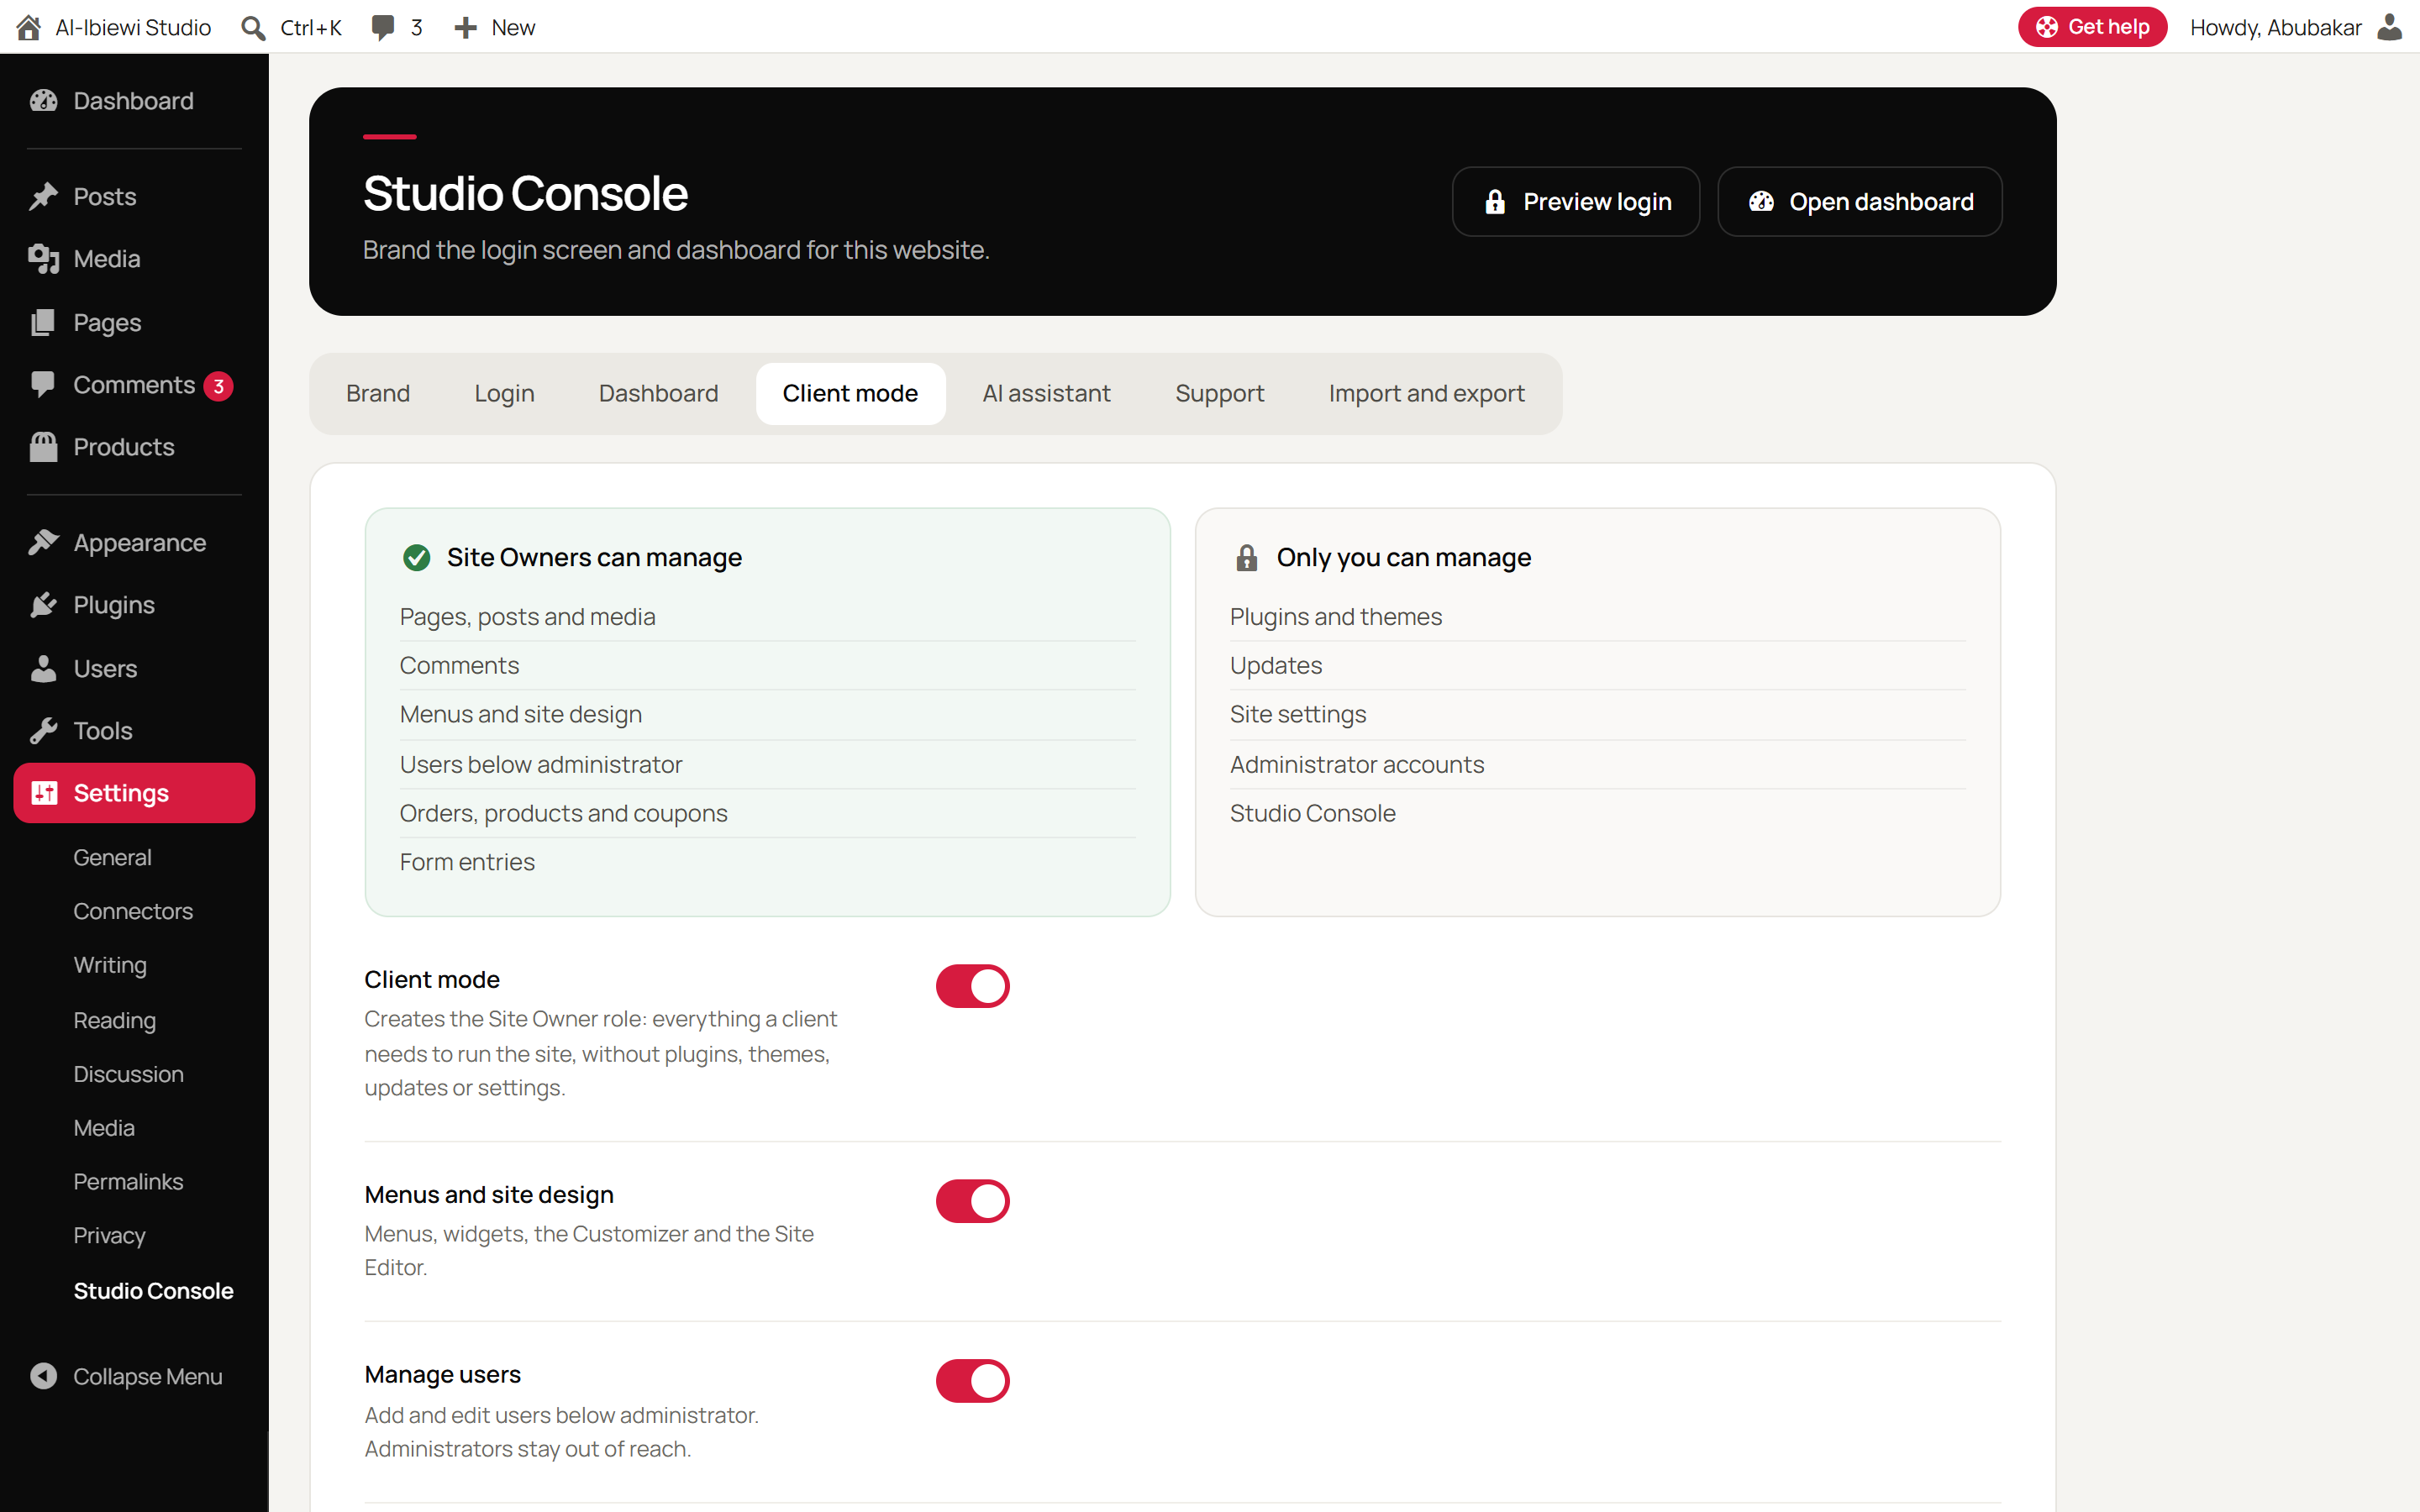 Al-Ibiewi Studio
Ctrl+K
3
New
Get help
Howdy, Abubakar
Dashboard
Posts
Media
Pages
Comments 3
Products
Appearance
Plugins
Users
Tools
Settings
General
Connectors
Writing
Reading
Discussion
Media
Permalinks
Privacy
Studio Console
Collapse Menu
Studio Console
Brand the login screen and dashboard for this website.
Preview login
Open dashboard
Brand
Login
Dashboard
Client mode
AI assistant
Support
Import and export
Site Owners can manage
Pages, posts and media
Comments
Menus and site design
Users below administrator
Orders, products and coupons
Form entries
Only you can manage
Plugins and themes
Updates
Site settings
Administrator accounts
Studio Console
Client mode
Creates the Site Owner role: everything a client
needs to run the site, without plugins, themes,
updates or settings.
Menus and site design
Menus, widgets, the Customizer and the Site
Editor.
Manage users
Add and edit users below administrator.
Administrators stay out of reach.